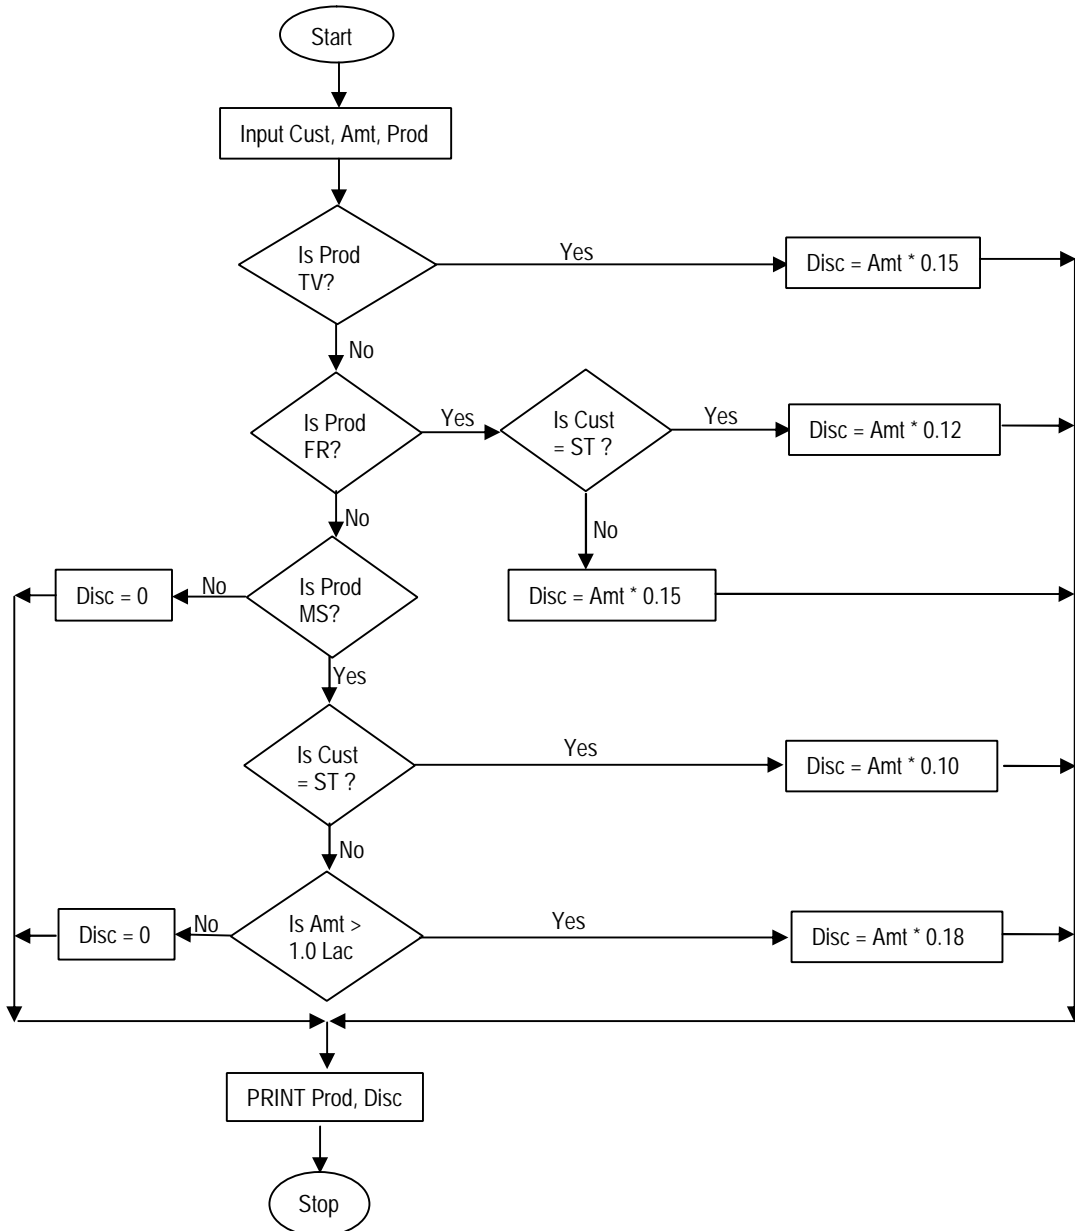 Start
Input Cust, Amt, Prod
Is Prod
TV?
Yes
Disc = Amt * 0.15
No
Is Prod
FR?
Yes
Is Cust
= ST ?
Yes
Disc = Amt * 0.12
No
No
Disc = 0
No
Is Prod
MS?
Disc = Amt * 0.15
Yes
Is Cust
= ST ?
Yes
Disc = Amt * 0.10
No
Disc = 0
No
Is Amt >
1.0 Lac
Yes
Disc = Amt * 0.18
PRINT Prod, Disc
Stop